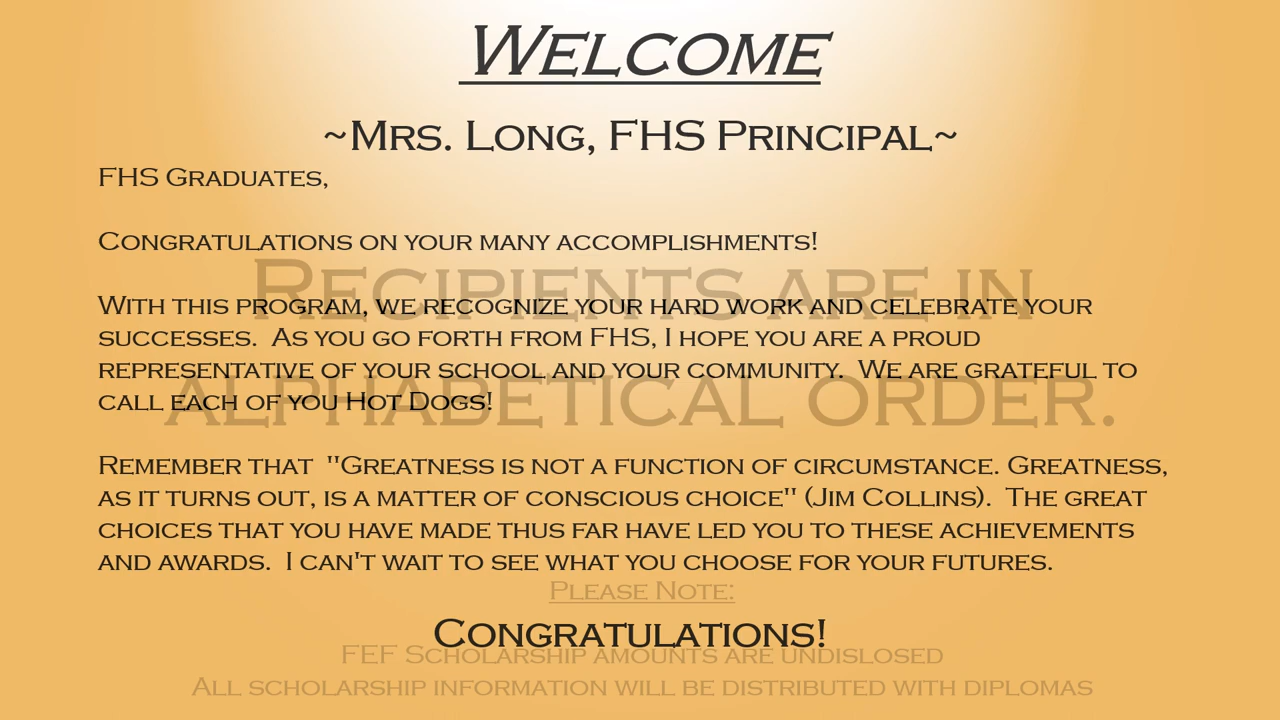 Welcome
~Mrs. Long, FHS Principal~
FHS Graduates,
Congratulations on your many accomplishments!
Recipients are in
With this program, we recognize your hard work and celebrate your
successes.  As you go forth from FHS, I hope you are a proud
representative of your school and your community.  We are grateful to
alphabetical order.
call each of you Hot Dogs!
Remember that  "Greatness is not a function of circumstance. Greatness,
as it turns out, is a matter of conscious choice" (Jim Collins).  The great
choices that you have made thus far have led you to these achievements
and awards.  I can't wait to see what you choose for your futures.
Please Note:
Congratulations!
FEF Scholarship amounts are undislosed
All scholarship information will be distributed with diplomas